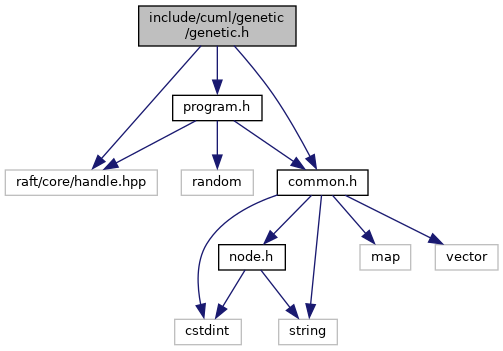 include/cuml/genetic
/genetic.h
program.h
raft/core/handle.hpp
random
common.h
node.h
map
vector
cstdint
string